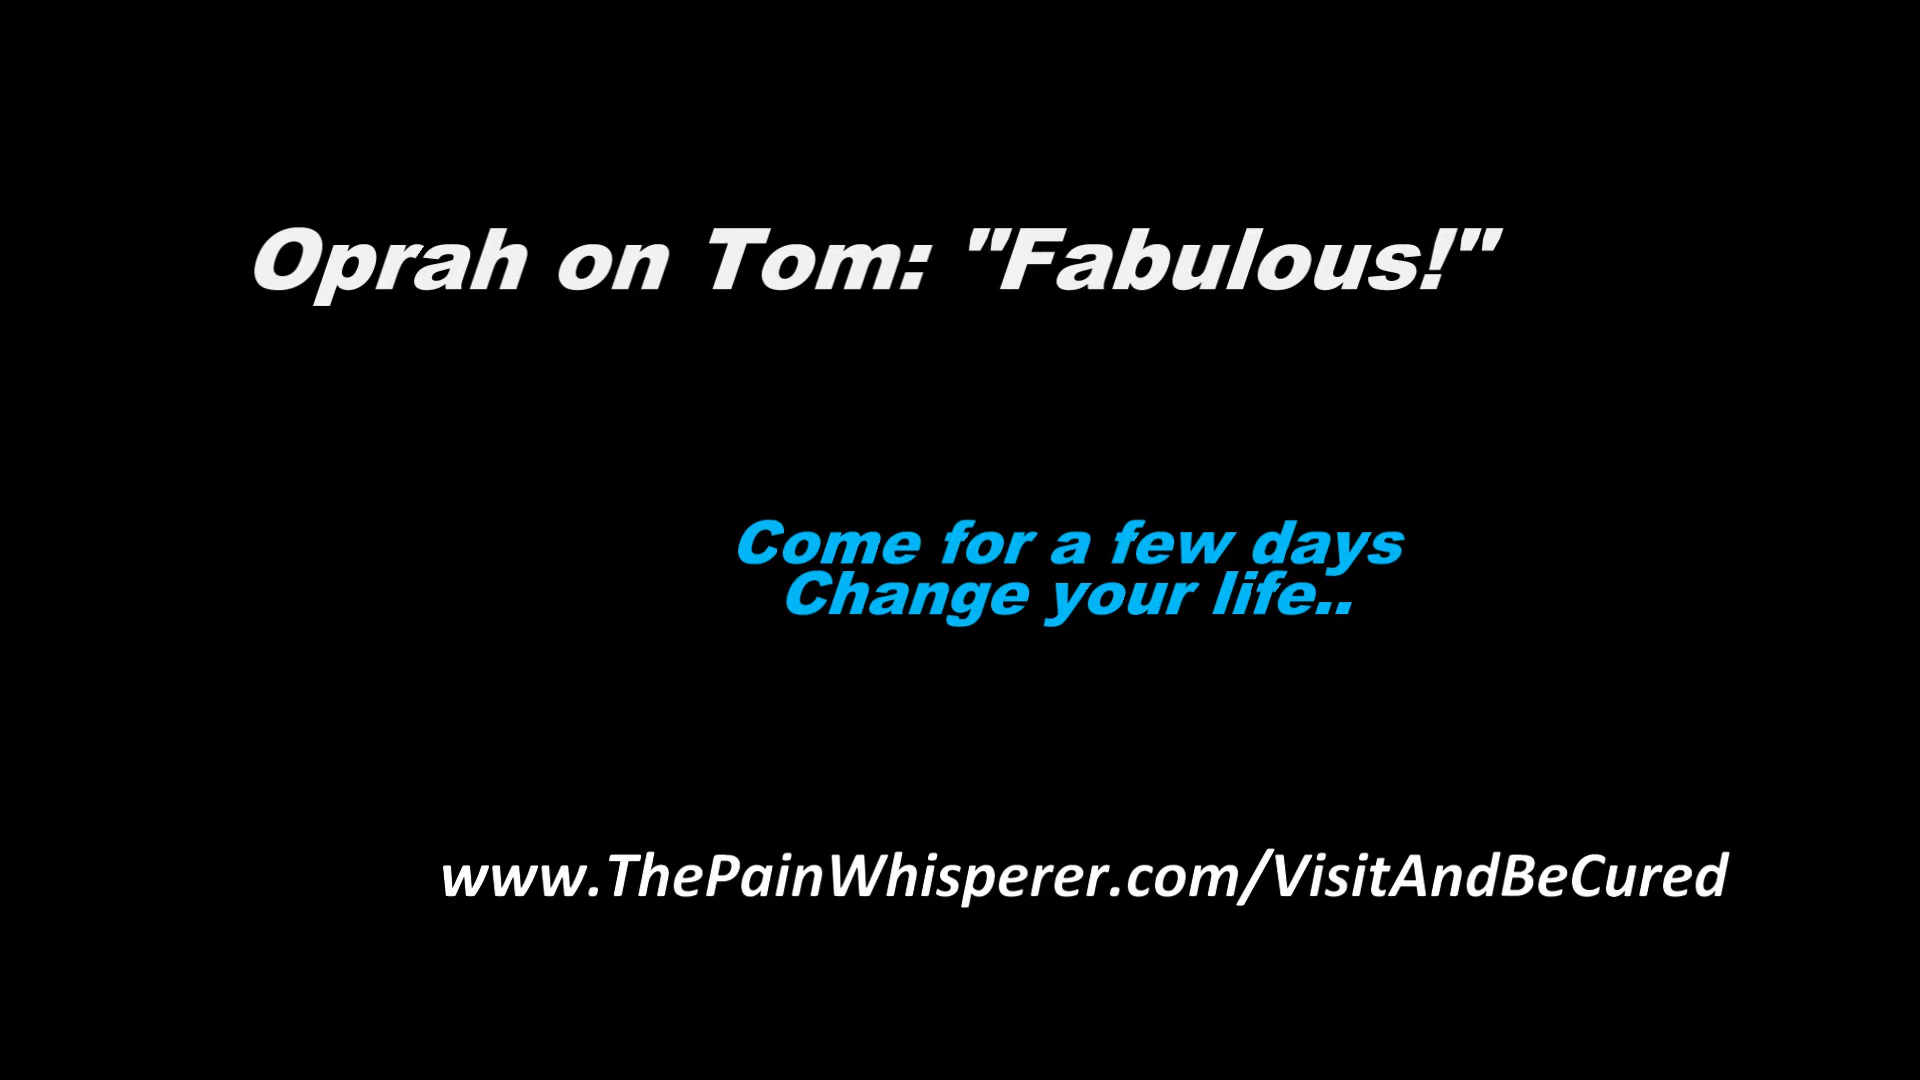 Oprah on Tom: "Fabulous!"
Come for a few days
Change your life..
www.ThePainWhisperer.com/VisitAndBeCured